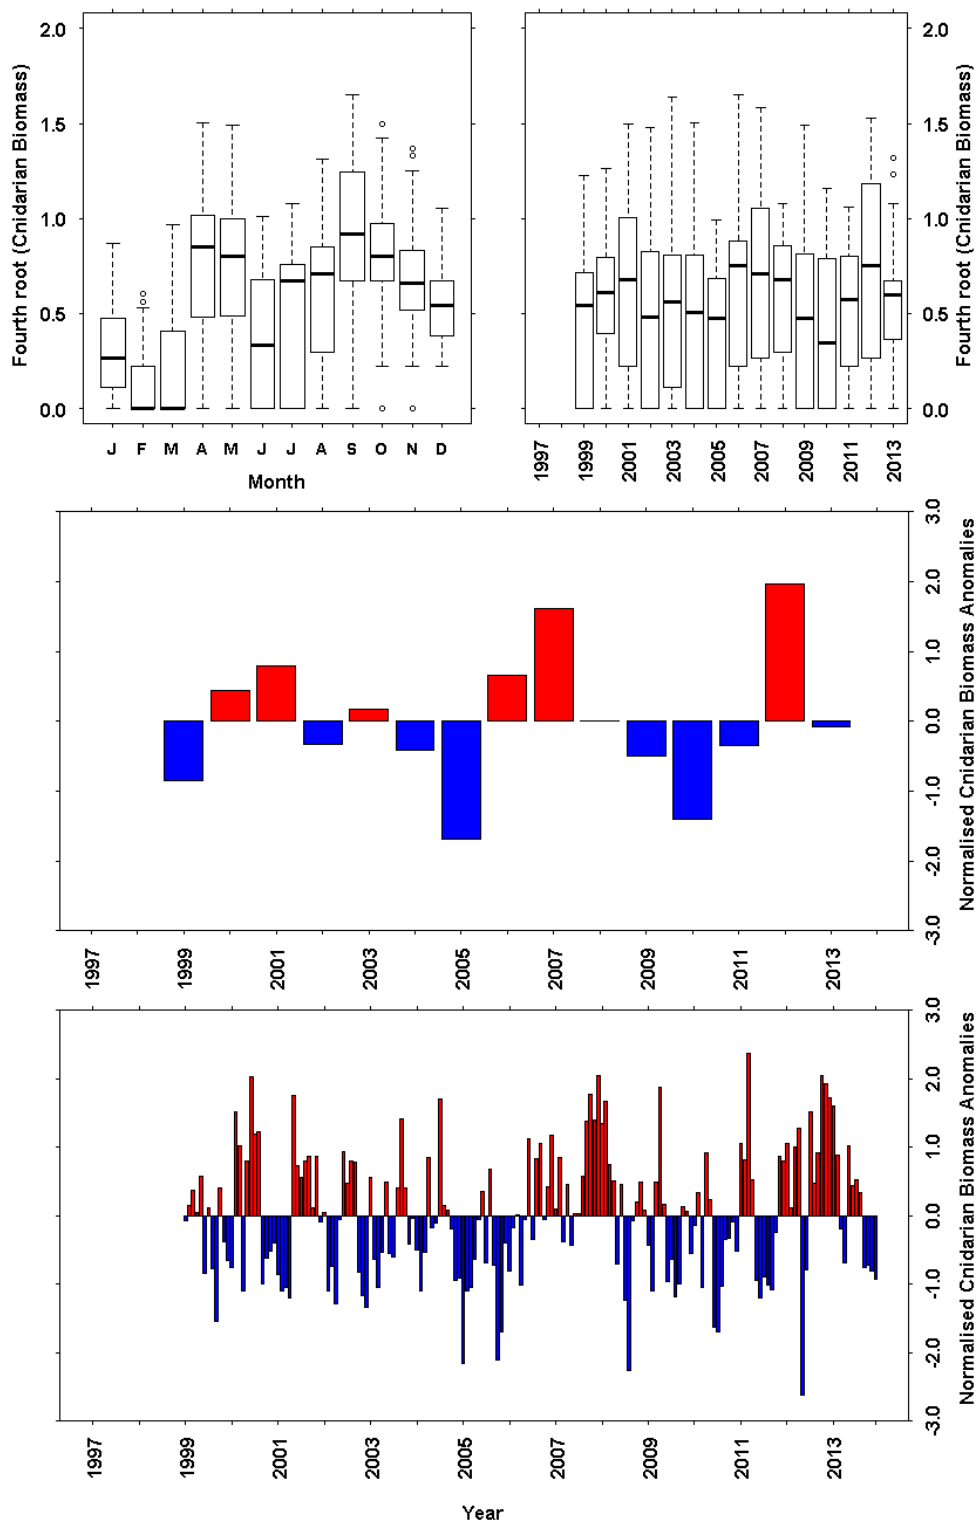 2.0
1.5
1.0
0.5
0.0
Fourth root (Cnidarian Biomass)
J F M A M J J A S O N D
Month
2.0
1.5
1.0
0.5
0.0
Fourth root (Cnidarian Biomass)
1997 1999 2001 2003 2005 2007 2009 2011 2013
3.0
2.0
1.0
0.0
-1.0
-2.0
-3.0
Normalised Cnidarian Biomass Anomalies
1997 1999 2001 2003 2005 2007 2009 2011 2013
3.0
2.0
1.0
0.0
-1.0
-2.0
-3.0
Normalised Cnidarian Biomass Anomalies
1997 1999 2001 2003 2005 2007 2009 2011 2013
Year